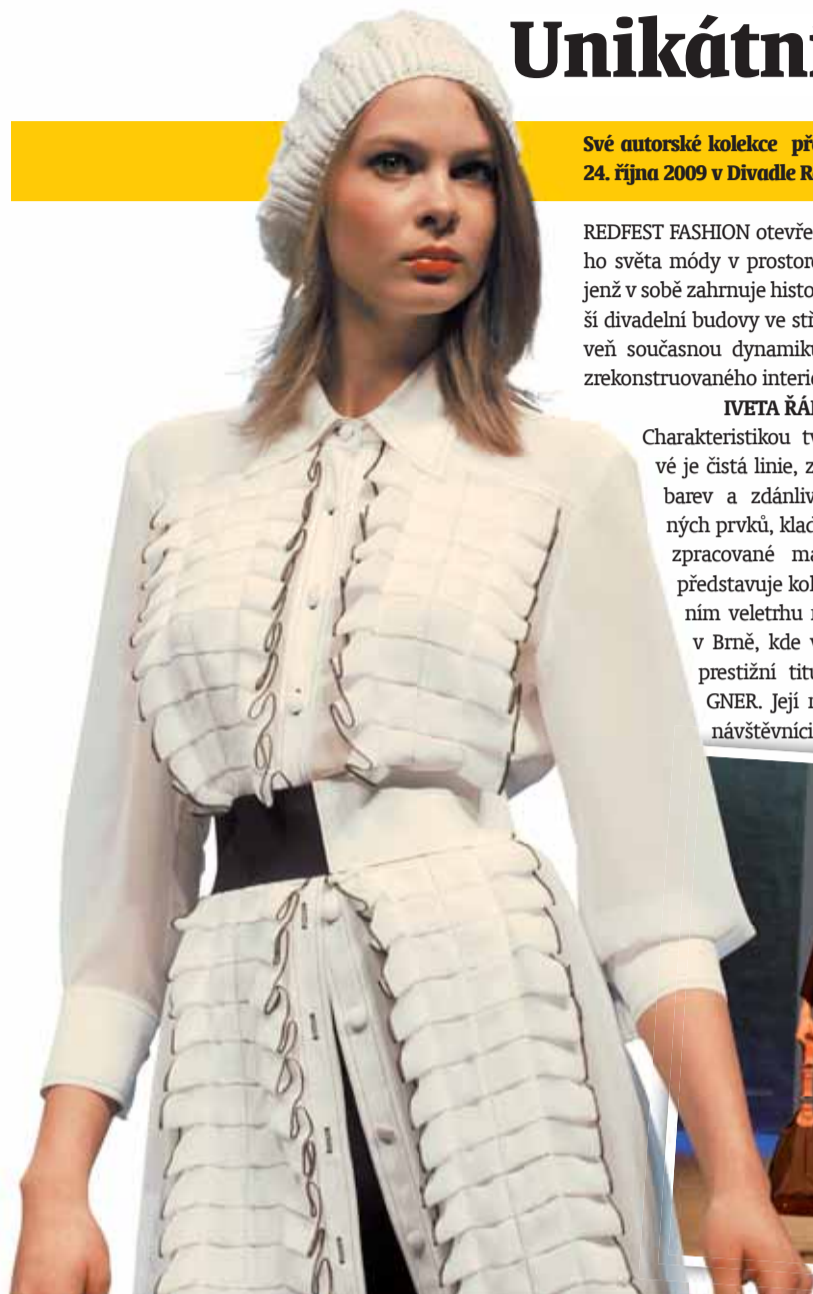 Unikátní
Své autorské kolekce př
24. října 2009 v Divadle R
REDFEST FASHION otevře
ho světa módy v prostor
jenž v sobě zahrnuje histo
ší divadelní budovy ve stř
veň současnou dynamik
zrekonstruovaného interi
IVETA ŘÁ
Charakteristikou tv
vé je čistá linie, z
barev a zdánliv
ných prvků, klad
zpracované ma
představuje kol
ním veletrhu
v Brně, kde v
prestižní titu
GNER. Její
návštěvníci